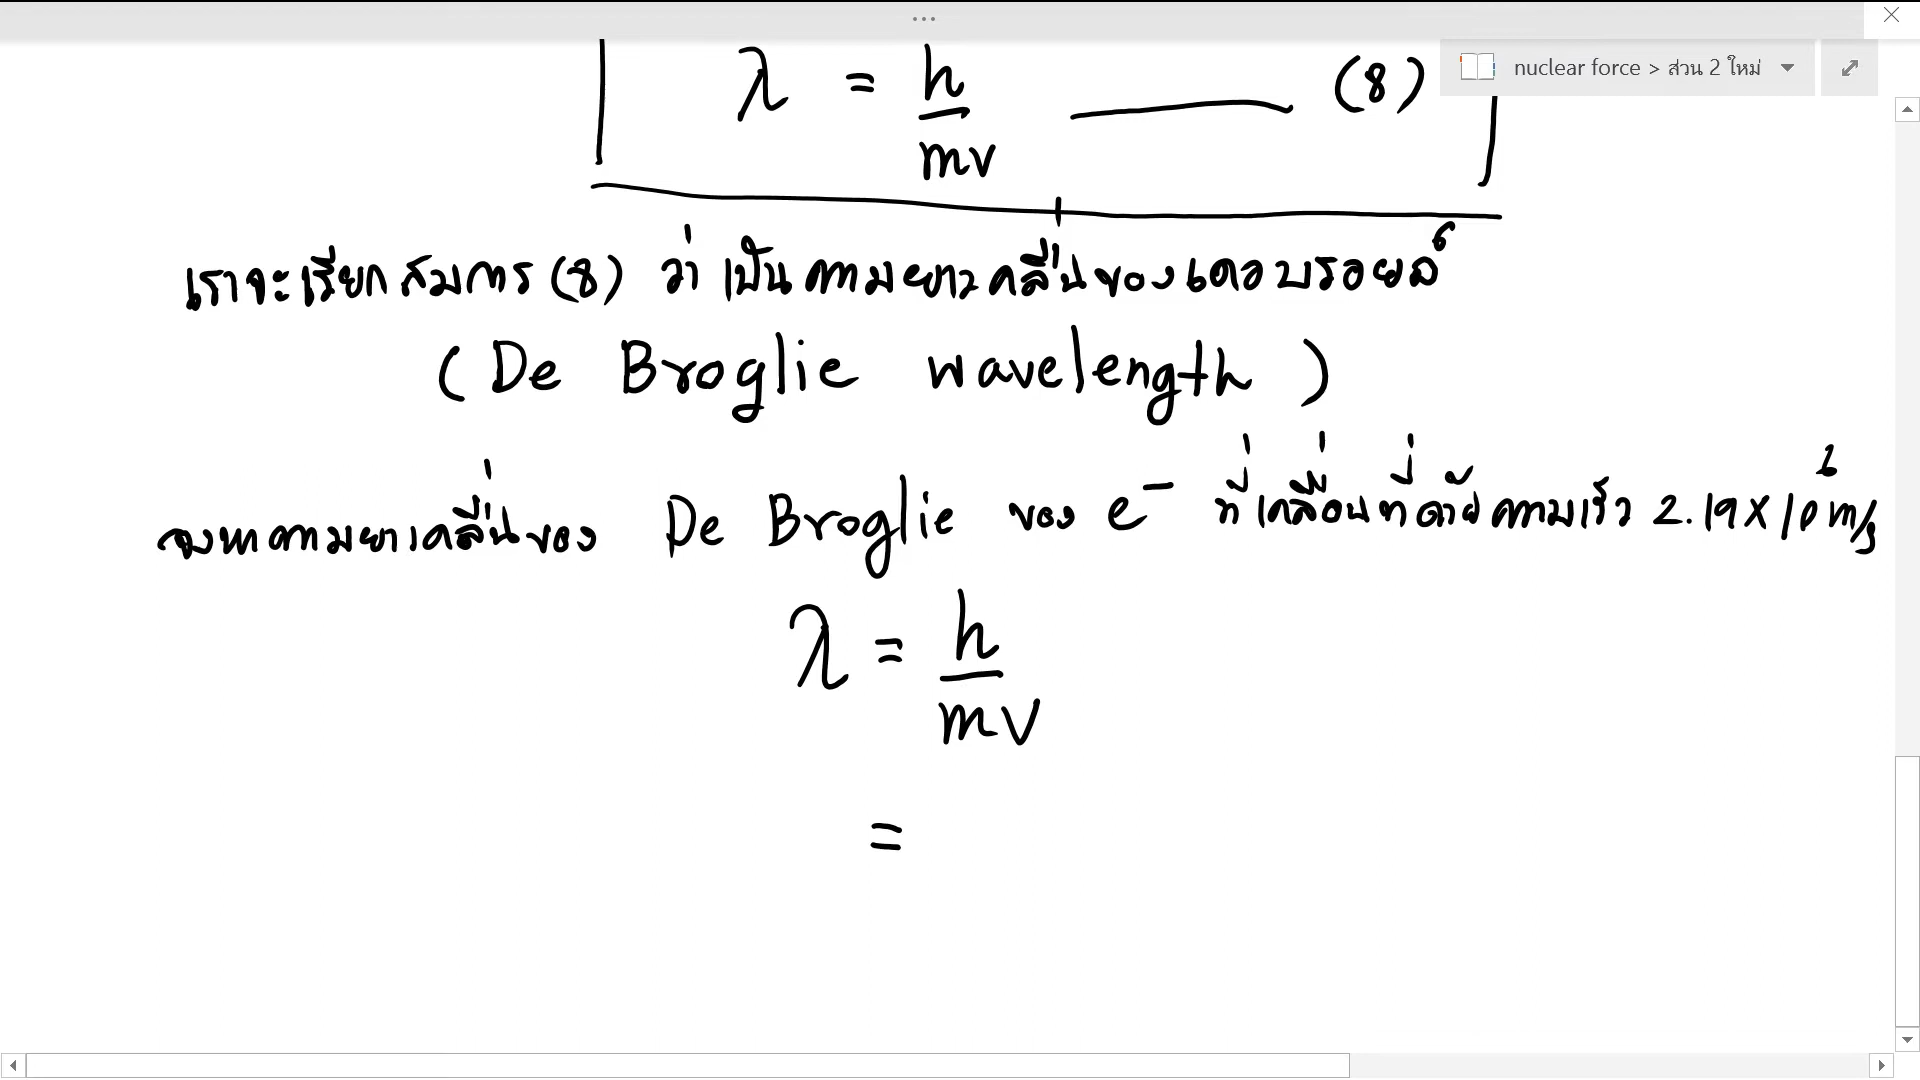 ...
nuclear force > ส่วน 2 ใหม่
λ = h/mv ——— (8)
เราจะเรียกสมการ (8) ว่าเป็นความยาวคลื่นของเดอบรอยล์
(De Broglie wavelength)
จงหาความยาวคลื่นของ De Broglie ของ e⁻ ที่เคลื่อนที่ด้วยความเร็ว 2.19 x 10⁶ m/s
λ = h/mv
=